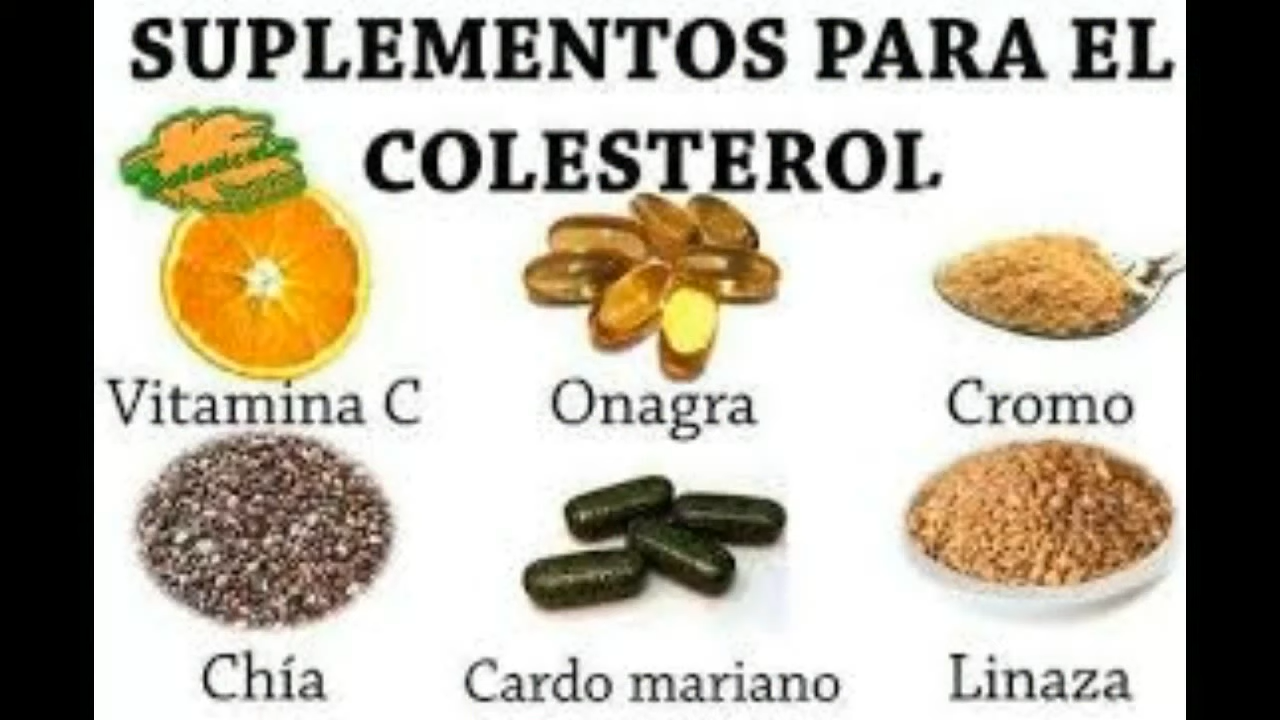 SUPLEMENTOS PARA EL
COLESTEROL
Vitamina C
Onagra
Cromo
Chía
Cardo mariano
Linaza